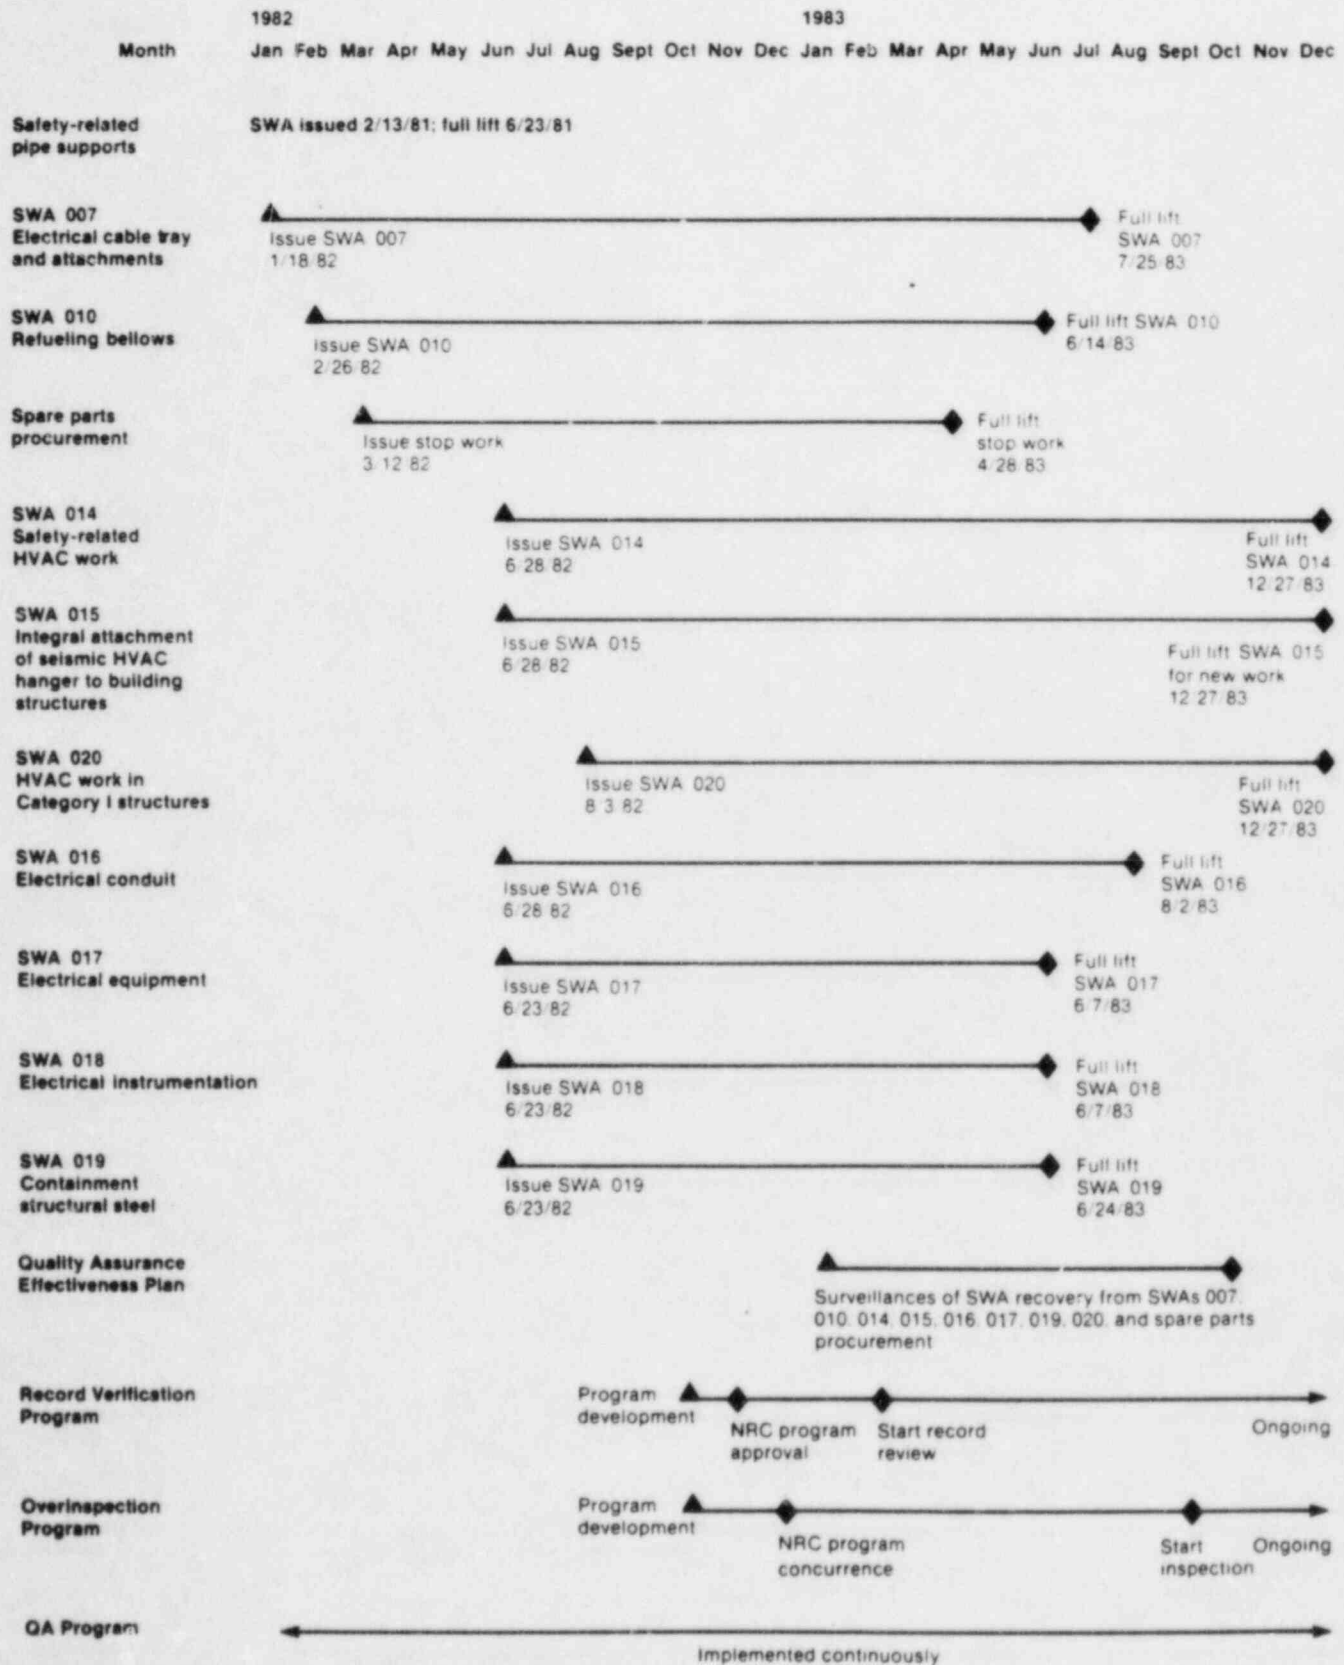 1982 1983
Month Jan Feb Mar Apr May Jun Jul Aug Sept Oct Nov Dec Jan Feb Mar Apr May Jun Jul Aug Sept Oct Nov Dec
Safety-related
pipe supports
SWA issued 2/13/81; full lift 6/23/81
SWA 007
Electrical cable tray
and attachments
Issue SWA 007
1/18/82
Full lift
SWA 007
7/25/83
SWA 010
Refueling bellows
Issue SWA 010
2/26/82
Full lift SWA 010
6/14/83
Spare parts
procurement
Issue stop work
3/12/82
Full lift
stop work
4/28/83
SWA 014
Safety-related
HVAC work
Issue SWA 014
6/28/82
Full lift
SWA 014
12/27/83
SWA 015
Integral attachment
of seismic HVAC
hanger to building
structures
Issue SWA 015
6/28/82
Full lift SWA 015
for new work
12/27/83
SWA 020
HVAC work in
Category I structures
Issue SWA 020
8/3/82
Full lift
SWA 020
12/27/83
SWA 016
Electrical conduit
Issue SWA 016
6/28/82
Full lift
SWA 016
8/2/83
SWA 017
Electrical equipment
Issue SWA 017
6/23/82
Full lift
SWA 017
6/7/83
SWA 018
Electrical instrumentation
Issue SWA 018
6/23/82
Full lift
SWA 018
6/7/83
SWA 019
Containment
structural steel
Issue SWA 019
6/23/82
Full lift
SWA 019
6/24/83
Quality Assurance
Effectiveness Plan
Surveillances of SWA recovery from SWAs 007,
010, 014, 015, 016, 017, 019, 020, and spare parts
procurement
Record Verification
Program
Program
development
NRC program
approval
Start record
review
Ongoing
Overinspection
Program
Program
development
NRC program
concurrence
Start
inspection
Ongoing
QA Program
Implemented continuously